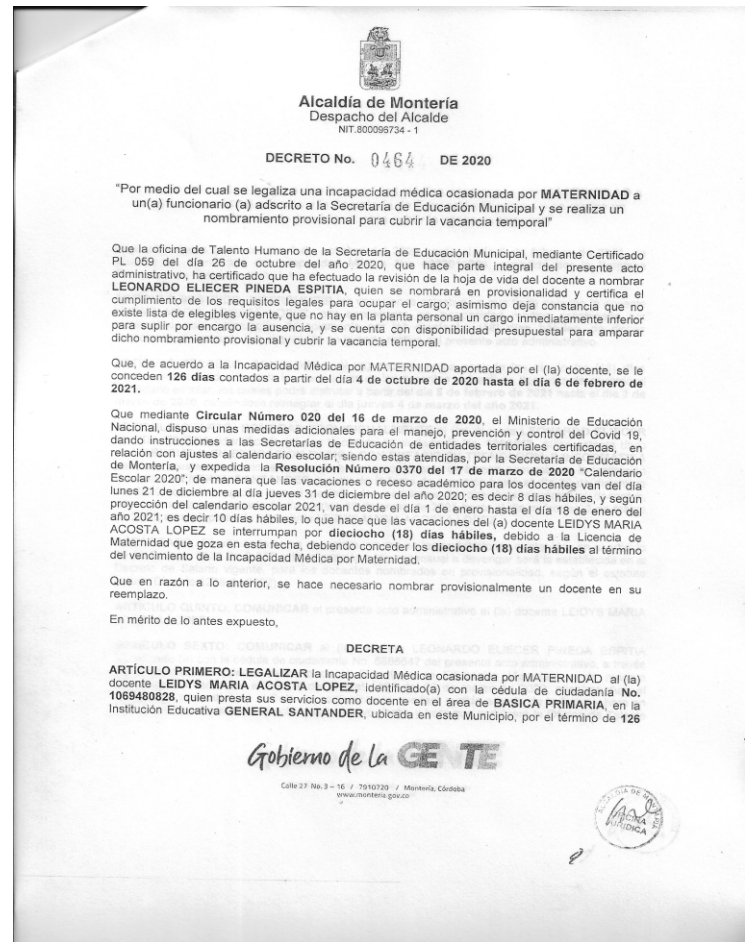 Alcaldía de Montería
Despacho del Alcalde
NIT.800096734 - 1
DECRETO No. 0464 DE 2020
"Por medio del cual se legaliza una incapacidad médica ocasionada por MATERNIDAD a
un(a) funcionario (a) adscrito a la Secretaría de Educación Municipal y se realiza un
nombramiento provisional para cubrir la vacancia temporal"
Que la oficina de Talento Humano de la Secretaría de Educación Municipal, mediante Certificado
PL 059 del día 26 de octubre del año 2020, que hace parte integral del presente acto
administrativo, ha certificado que ha efectuado la revisión de la hoja de vida del docente a nombrar
LEONARDO ELIECER PINEDA ESPITIA, quien se nombrará en provisionalidad y certifica el
cumplimiento de los requisitos legales para ocupar el cargo; asimismo deja constancia que no
existe lista de elegibles vigente, que no hay en la planta personal un cargo inmediatamente inferior
para suplir por encargo la ausencia, y se cuenta con disponibilidad presupuestal para amparar
dicho nombramiento provisional y cubrir la vacancia temporal.
Que, de acuerdo a la Incapacidad Médica por MATERNIDAD aportada por el (la) docente, se le
conceden 126 días contados a partir del día 4 de octubre de 2020 hasta el día 6 de febrero de
2021.
Que mediante Circular Número 020 del 16 de marzo de 2020, el Ministerio de Educación
Nacional, dispuso unas medidas adicionales para el manejo, prevención y control del Covid 19,
dando instrucciones a las Secretarías de Educación de entidades territoriales certificadas, en
relación con ajustes al calendario escolar; siendo estas atendidas, por la Secretaría de Educación
de Montería, y expedida la Resolución Número 0370 del 17 de marzo de 2020 "Calendario
Escolar 2020"; de manera que las vacaciones o receso académico para los docentes van del día
lunes 21 de diciembre al día jueves 31 de diciembre del año 2020; es decir 8 días hábiles, y según
proyección del calendario escolar 2021, van desde el día 1 de enero hasta el día 18 de enero del
año 2021; es decir 10 días hábiles, lo que hace que las vacaciones del (a) docente LEIDYS MARIA
ACOSTA LOPEZ se interrumpan por dieciocho (18) días hábiles, debido a la Licencia de
Maternidad que goza en esta fecha, debiendo conceder los dieciocho (18) días hábiles al término
del vencimiento de la Incapacidad Médica por Maternidad.
Que en razón a lo anterior, se hace necesario nombrar provisionalmente un docente en su
reemplazo.
En mérito de lo antes expuesto,
DECRETA
ARTÍCULO PRIMERO: LEGALIZAR la Incapacidad Médica ocasionada por MATERNIDAD al (la)
docente LEIDYS MARIA ACOSTA LOPEZ, identificado(a) con la cédula de ciudadanía No.
1069480828, quien presta sus servicios como docente en el área de BASICA PRIMARIA, en la
Institución Educativa GENERAL SANTANDER, ubicada en este Municipio, por el término de 126
Gobierno de la GENTE
Calle 27 No. 3 – 16 / 7910720 / Montería, Córdoba
www.monteria.gov.co
ALCALDIA DE MONTERIA
OFICINA
JURIDICA